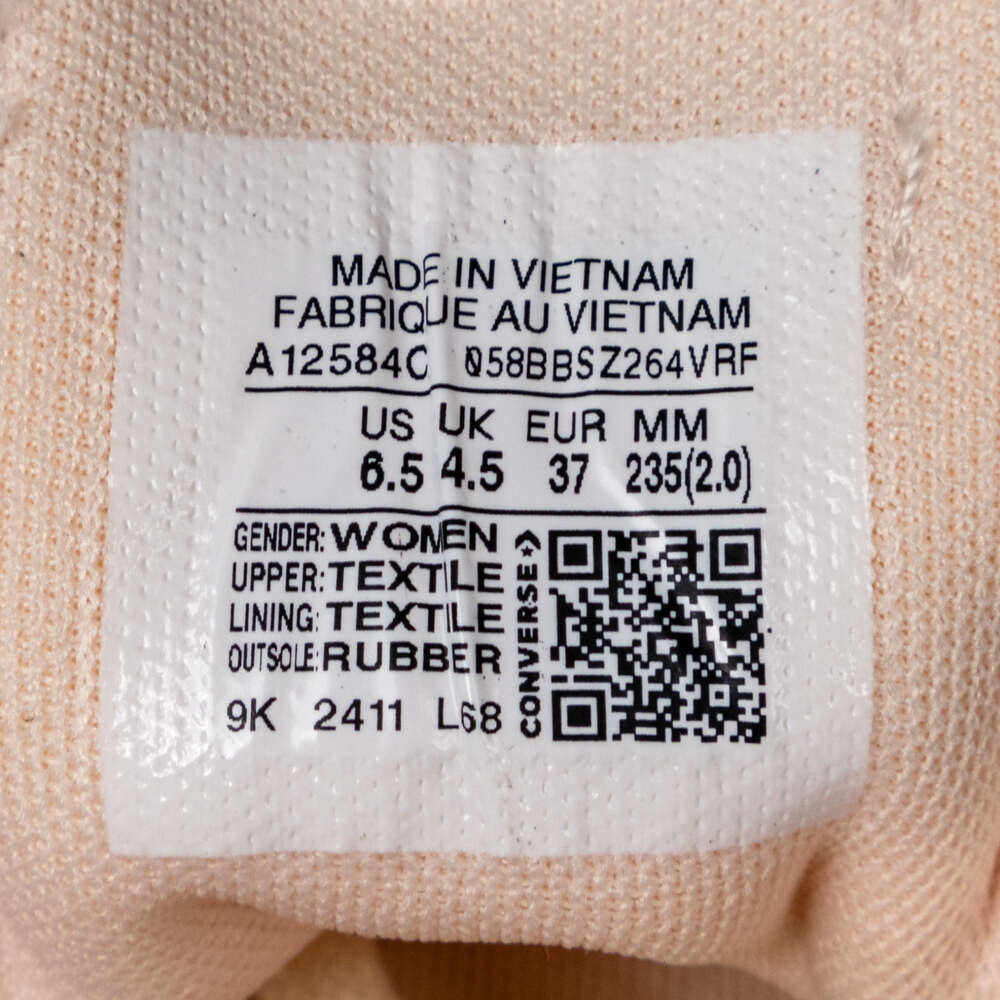 MADE IN VIETNAM
FABRIQUE AU VIETNAM
A12584C Q58BBSZ264VRF
US UK EUR MM
6.5 4.5 37 235(2.0)
GENDER: WOMEN
UPPER: TEXTILE
LINING: TEXTILE
OUTSOLE: RUBBER
9K 2411 L68
CONVERSE